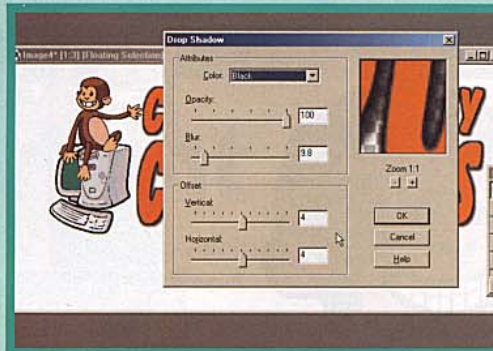 Drop Shadow
Image4* [1:3] (Floating Selection)
Attributes
Color: Black
Opacity:
100
Blur:
9.8
Zoom 1:1
Offset
Vertical:
4
Horizontal:
4
OK
Cancel
Help